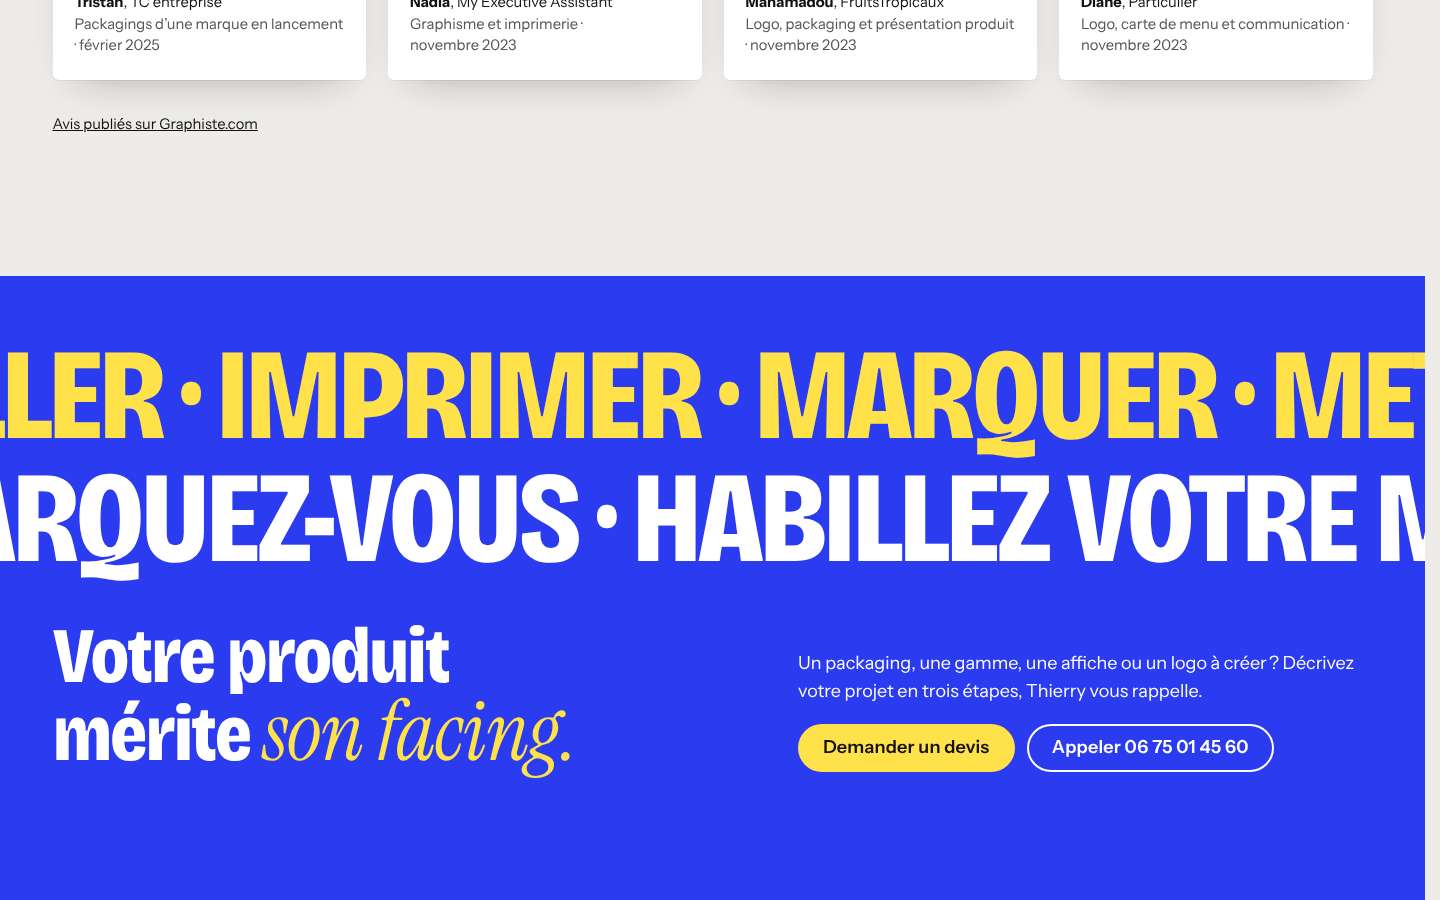 Tristan, TC entreprise
Packagings d’une marque en lancement
· février 2025
Nadia, My Executive Assistant
Graphisme et imprimerie ·
novembre 2023
Mahamadou, FruitsTropicaux
Logo, packaging et présentation produit
· novembre 2023
Diane, Particulier
Logo, carte de menu et communication ·
novembre 2023
Avis publiés sur Graphiste.com
LLER · IMPRIMER · MARQUER · MET
ARQUEZ-VOUS · HABILLEZ VOTRE M
Votre produit
mérite son facing.
Un packaging, une gamme, une affiche ou un logo à créer ? Décrivez
votre projet en trois étapes, Thierry vous rappelle.
Demander un devis
Appeler 06 75 01 45 60